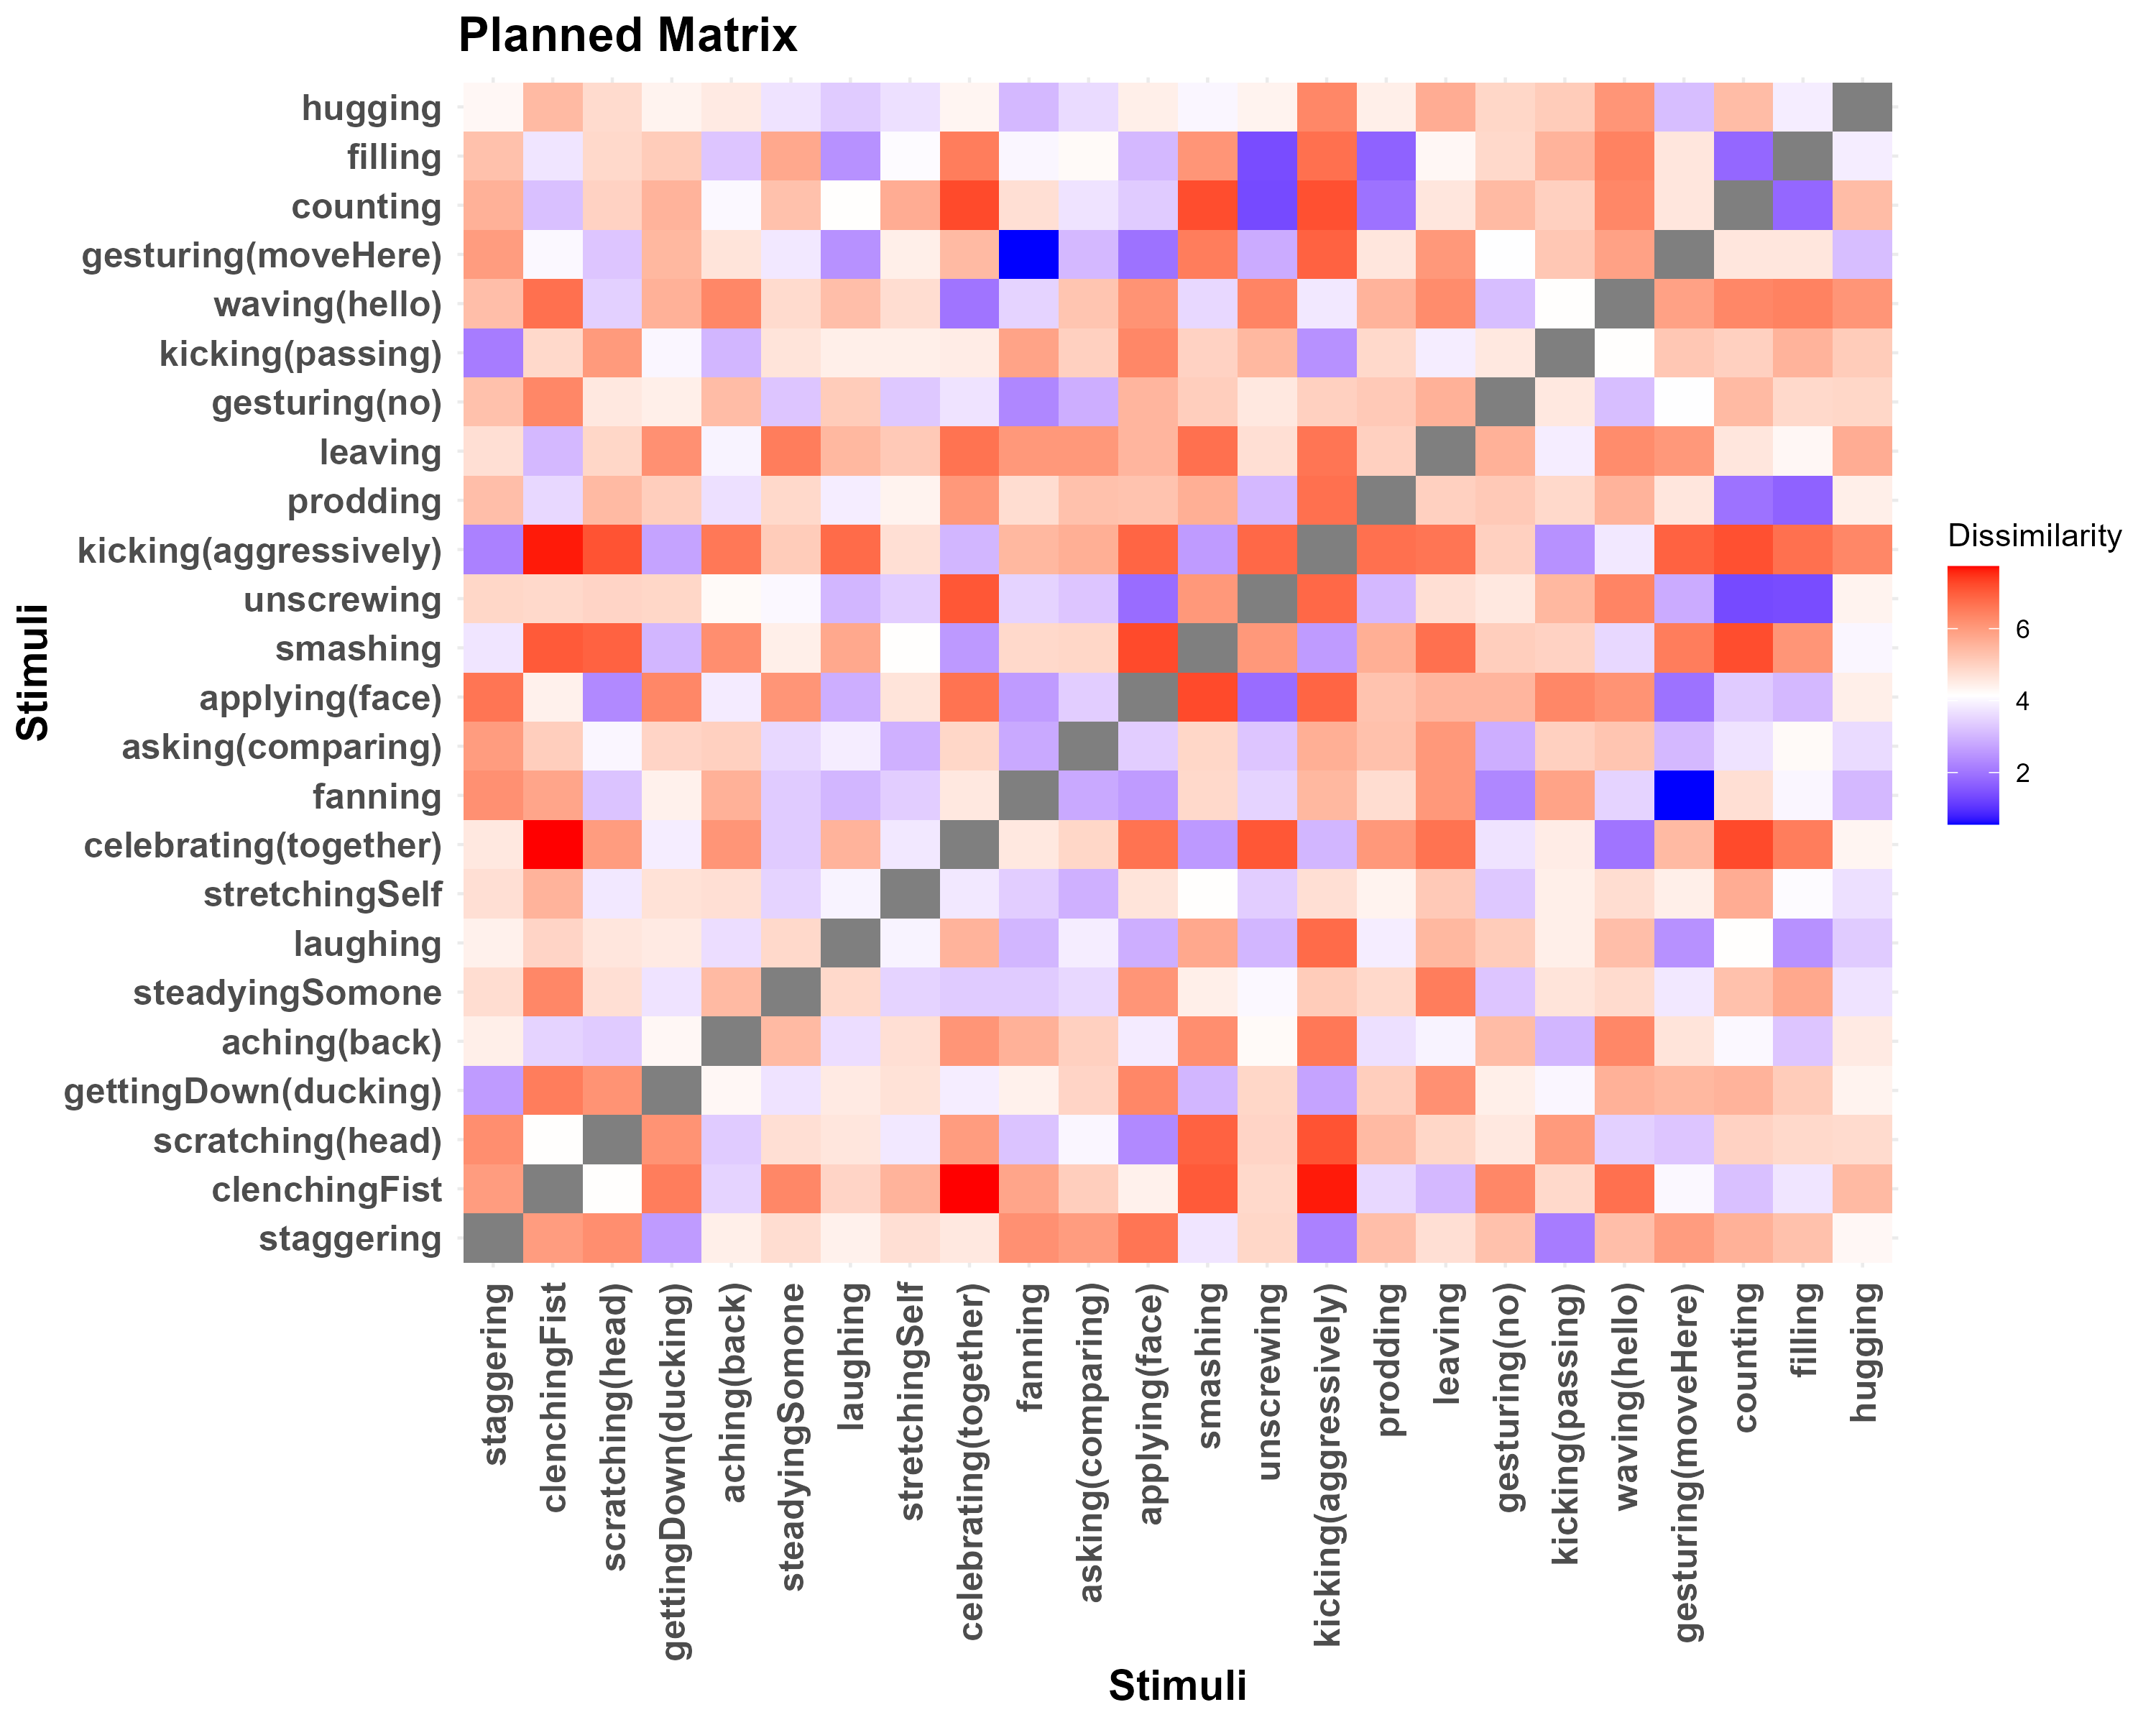 Planned Matrix
hugging
filling
counting
gesturing(moveHere)
waving(hello)
kicking(passing)
gesturing(no)
leaving
prodding
kicking(aggressively)
unscrewing
smashing
applying(face)
asking(comparing)
fanning
celebrating(together)
stretchingSelf
laughing
steadyingSomone
aching(back)
gettingDown(ducking)
scratching(head)
clenchingFist
staggering
Stimuli
staggering
clenchingFist
scratching(head)
gettingDown(ducking)
aching(back)
steadyingSomone
laughing
stretchingSelf
celebrating(together)
fanning
asking(comparing)
applying(face)
smashing
unscrewing
kicking(aggressively)
prodding
leaving
gesturing(no)
kicking(passing)
waving(hello)
gesturing(moveHere)
counting
filling
hugging
Stimuli
Dissimilarity
6
4
2